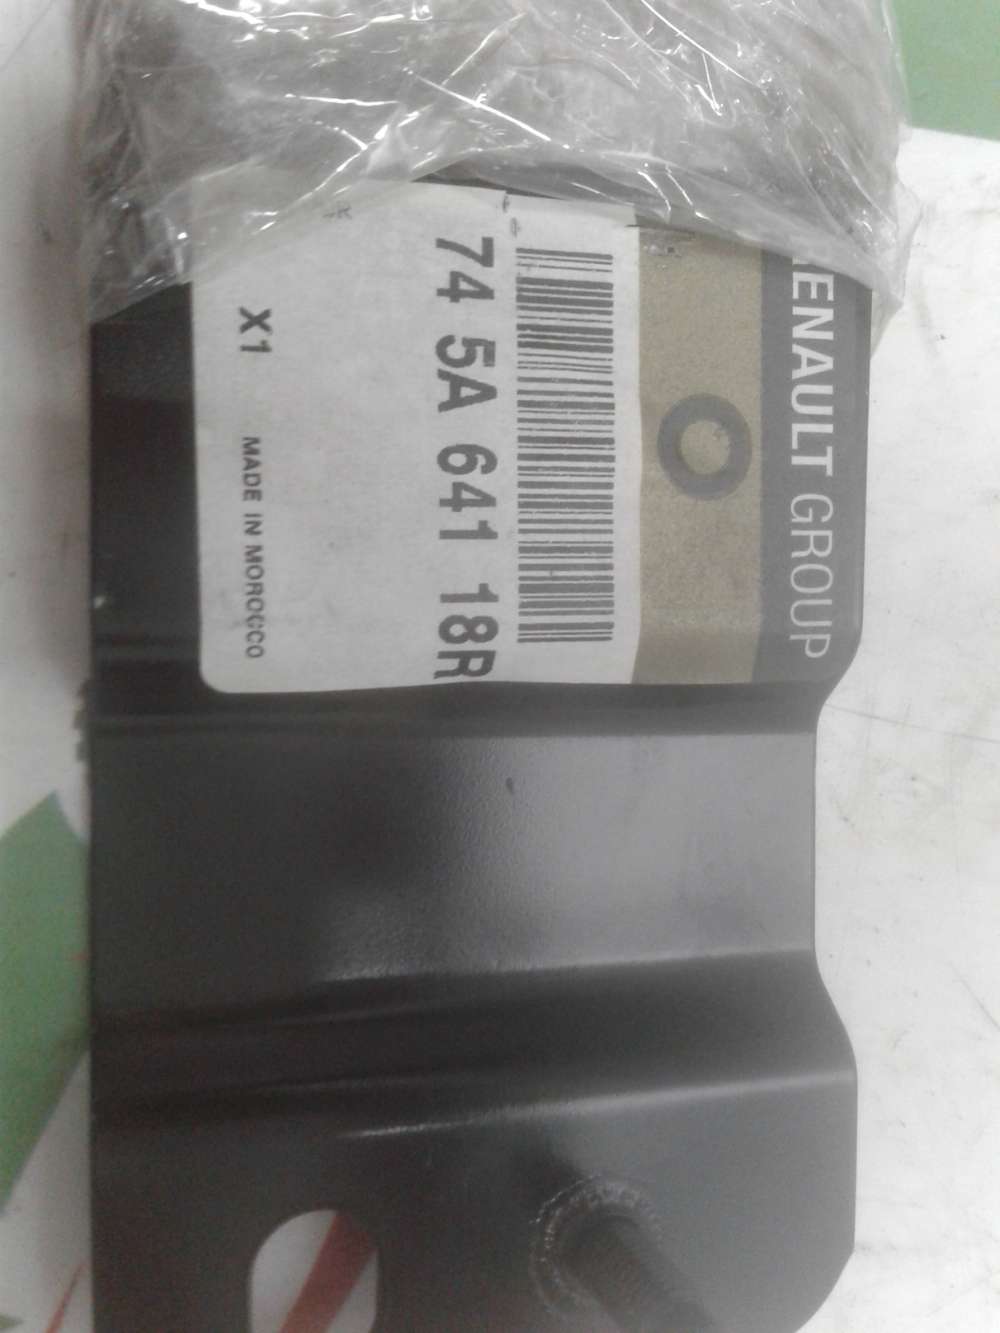 RENAULT GROUP
74 5A 641 18R
X1 MADE IN MOROCCO